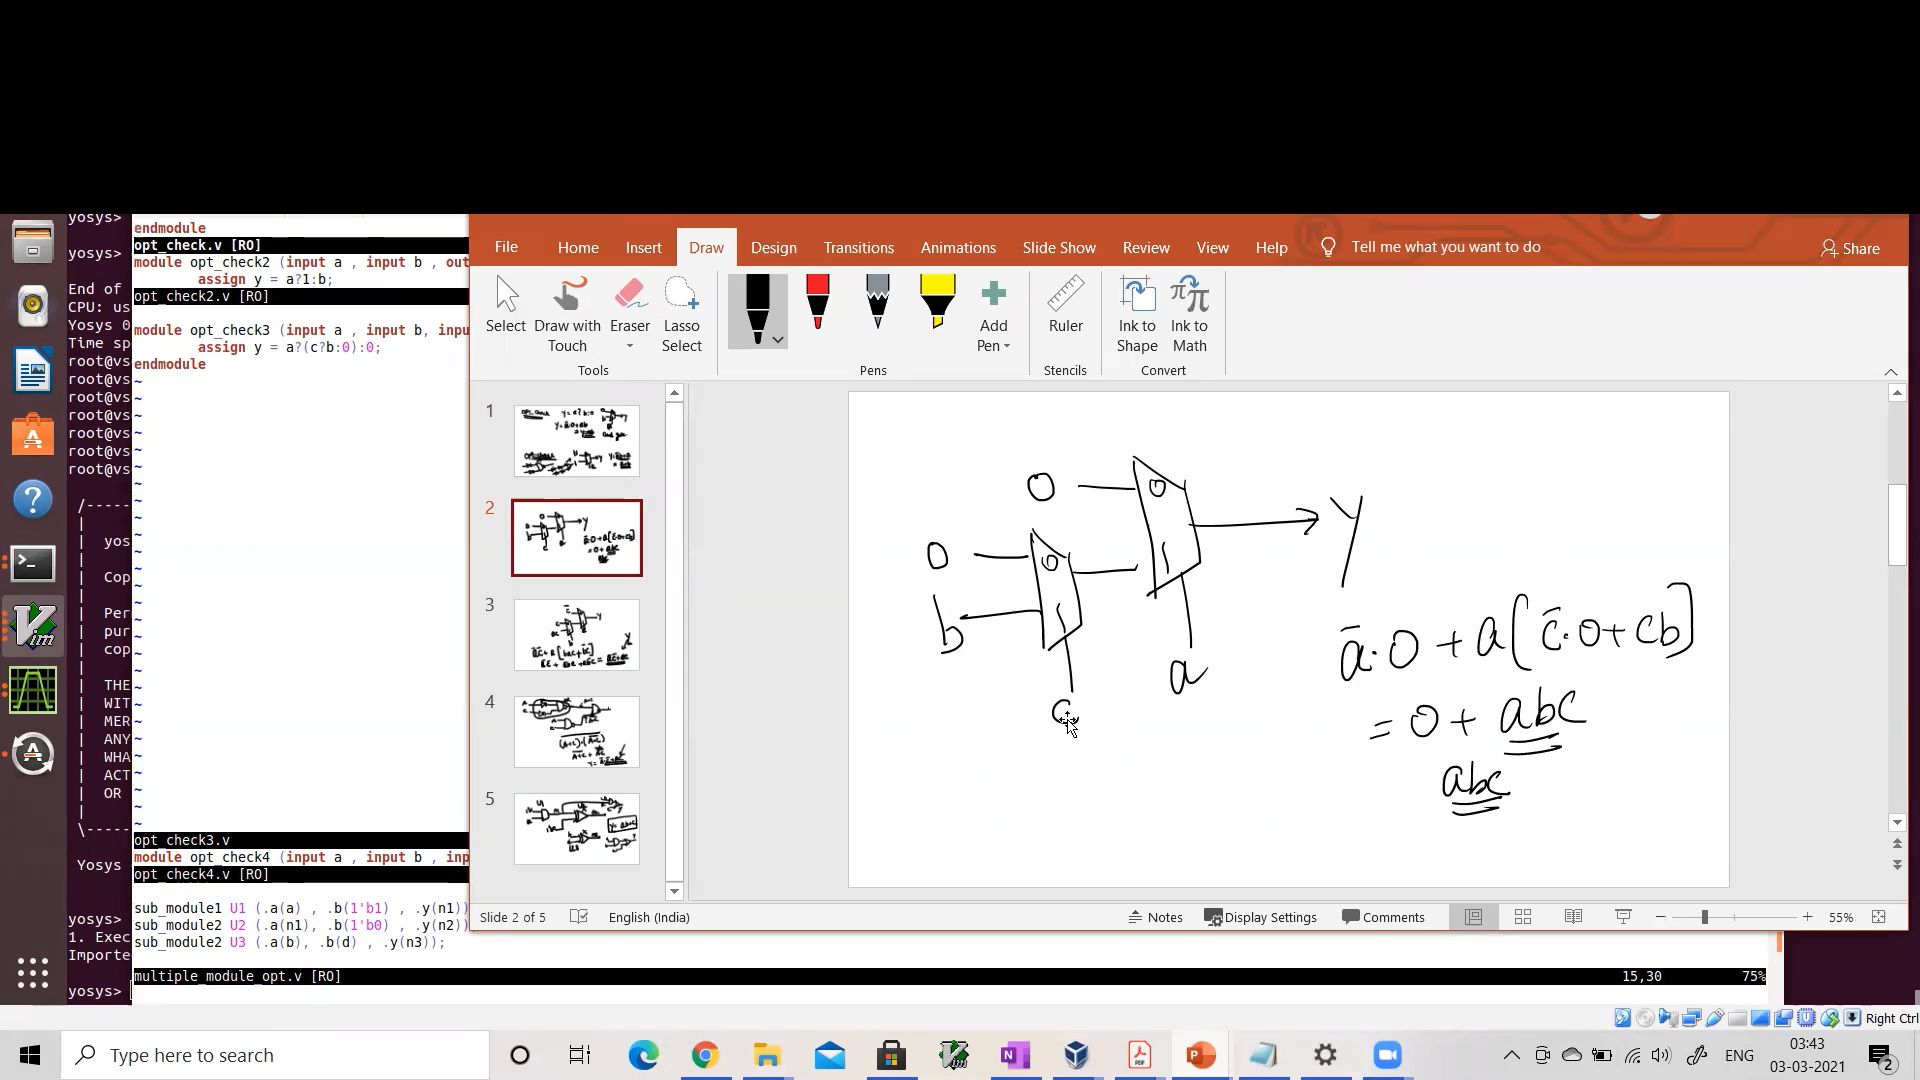 yosys>
yosys>
End of
CPU: us
Yosys 0
Time sp
root@vs
root@vs
root@vs
root@vs
root@vs
root@vs
root@vs
/----
|
| yos
|
| Cop
|
| Per
| pur
| cop
|
| THE
| WIT
| MER
| ANY
| WHA
| ACT
| OR
|
\----
Yosys
yosys>
1. Exec
Importe
yosys>
endmodule
opt_check.v [RO]
module opt_check2 (input a , input b , out
assign y = a?1:b;
opt_check2.v [RO]
module opt_check3 (input a , input b, inpu
assign y = a?(c?b:0):0;
endmodule
opt_check3.v
module opt_check4 (input a , input b , inp
opt_check4.v [RO]
sub_module1 U1 (.a(a) , .b(1'b1) , .y(n1))
sub_module2 U2 (.a(n1), .b(1'b0) , .y(n2))
sub_module2 U3 (.a(b), .b(d) , .y(n3));
multiple_module_opt.v [RO] 15,30 75%
File Home Insert Draw Design Transitions Animations Slide Show Review View Help Tell me what you want to do Share
Select Draw with Touch Eraser Lasso Select Add Pen Ruler Ink to Shape Ink to Math
Tools Pens Stencils Convert
1
2
3
4
5
0 0
0 0 y
1
b 1
a
c
ā·0 + a[c̄·0+cb]
= 0 + abc
abc
Slide 2 of 5 English (India) Notes Display Settings Comments 55%
Right Ctrl
Type here to search
ENG 03:43
03-03-2021
2